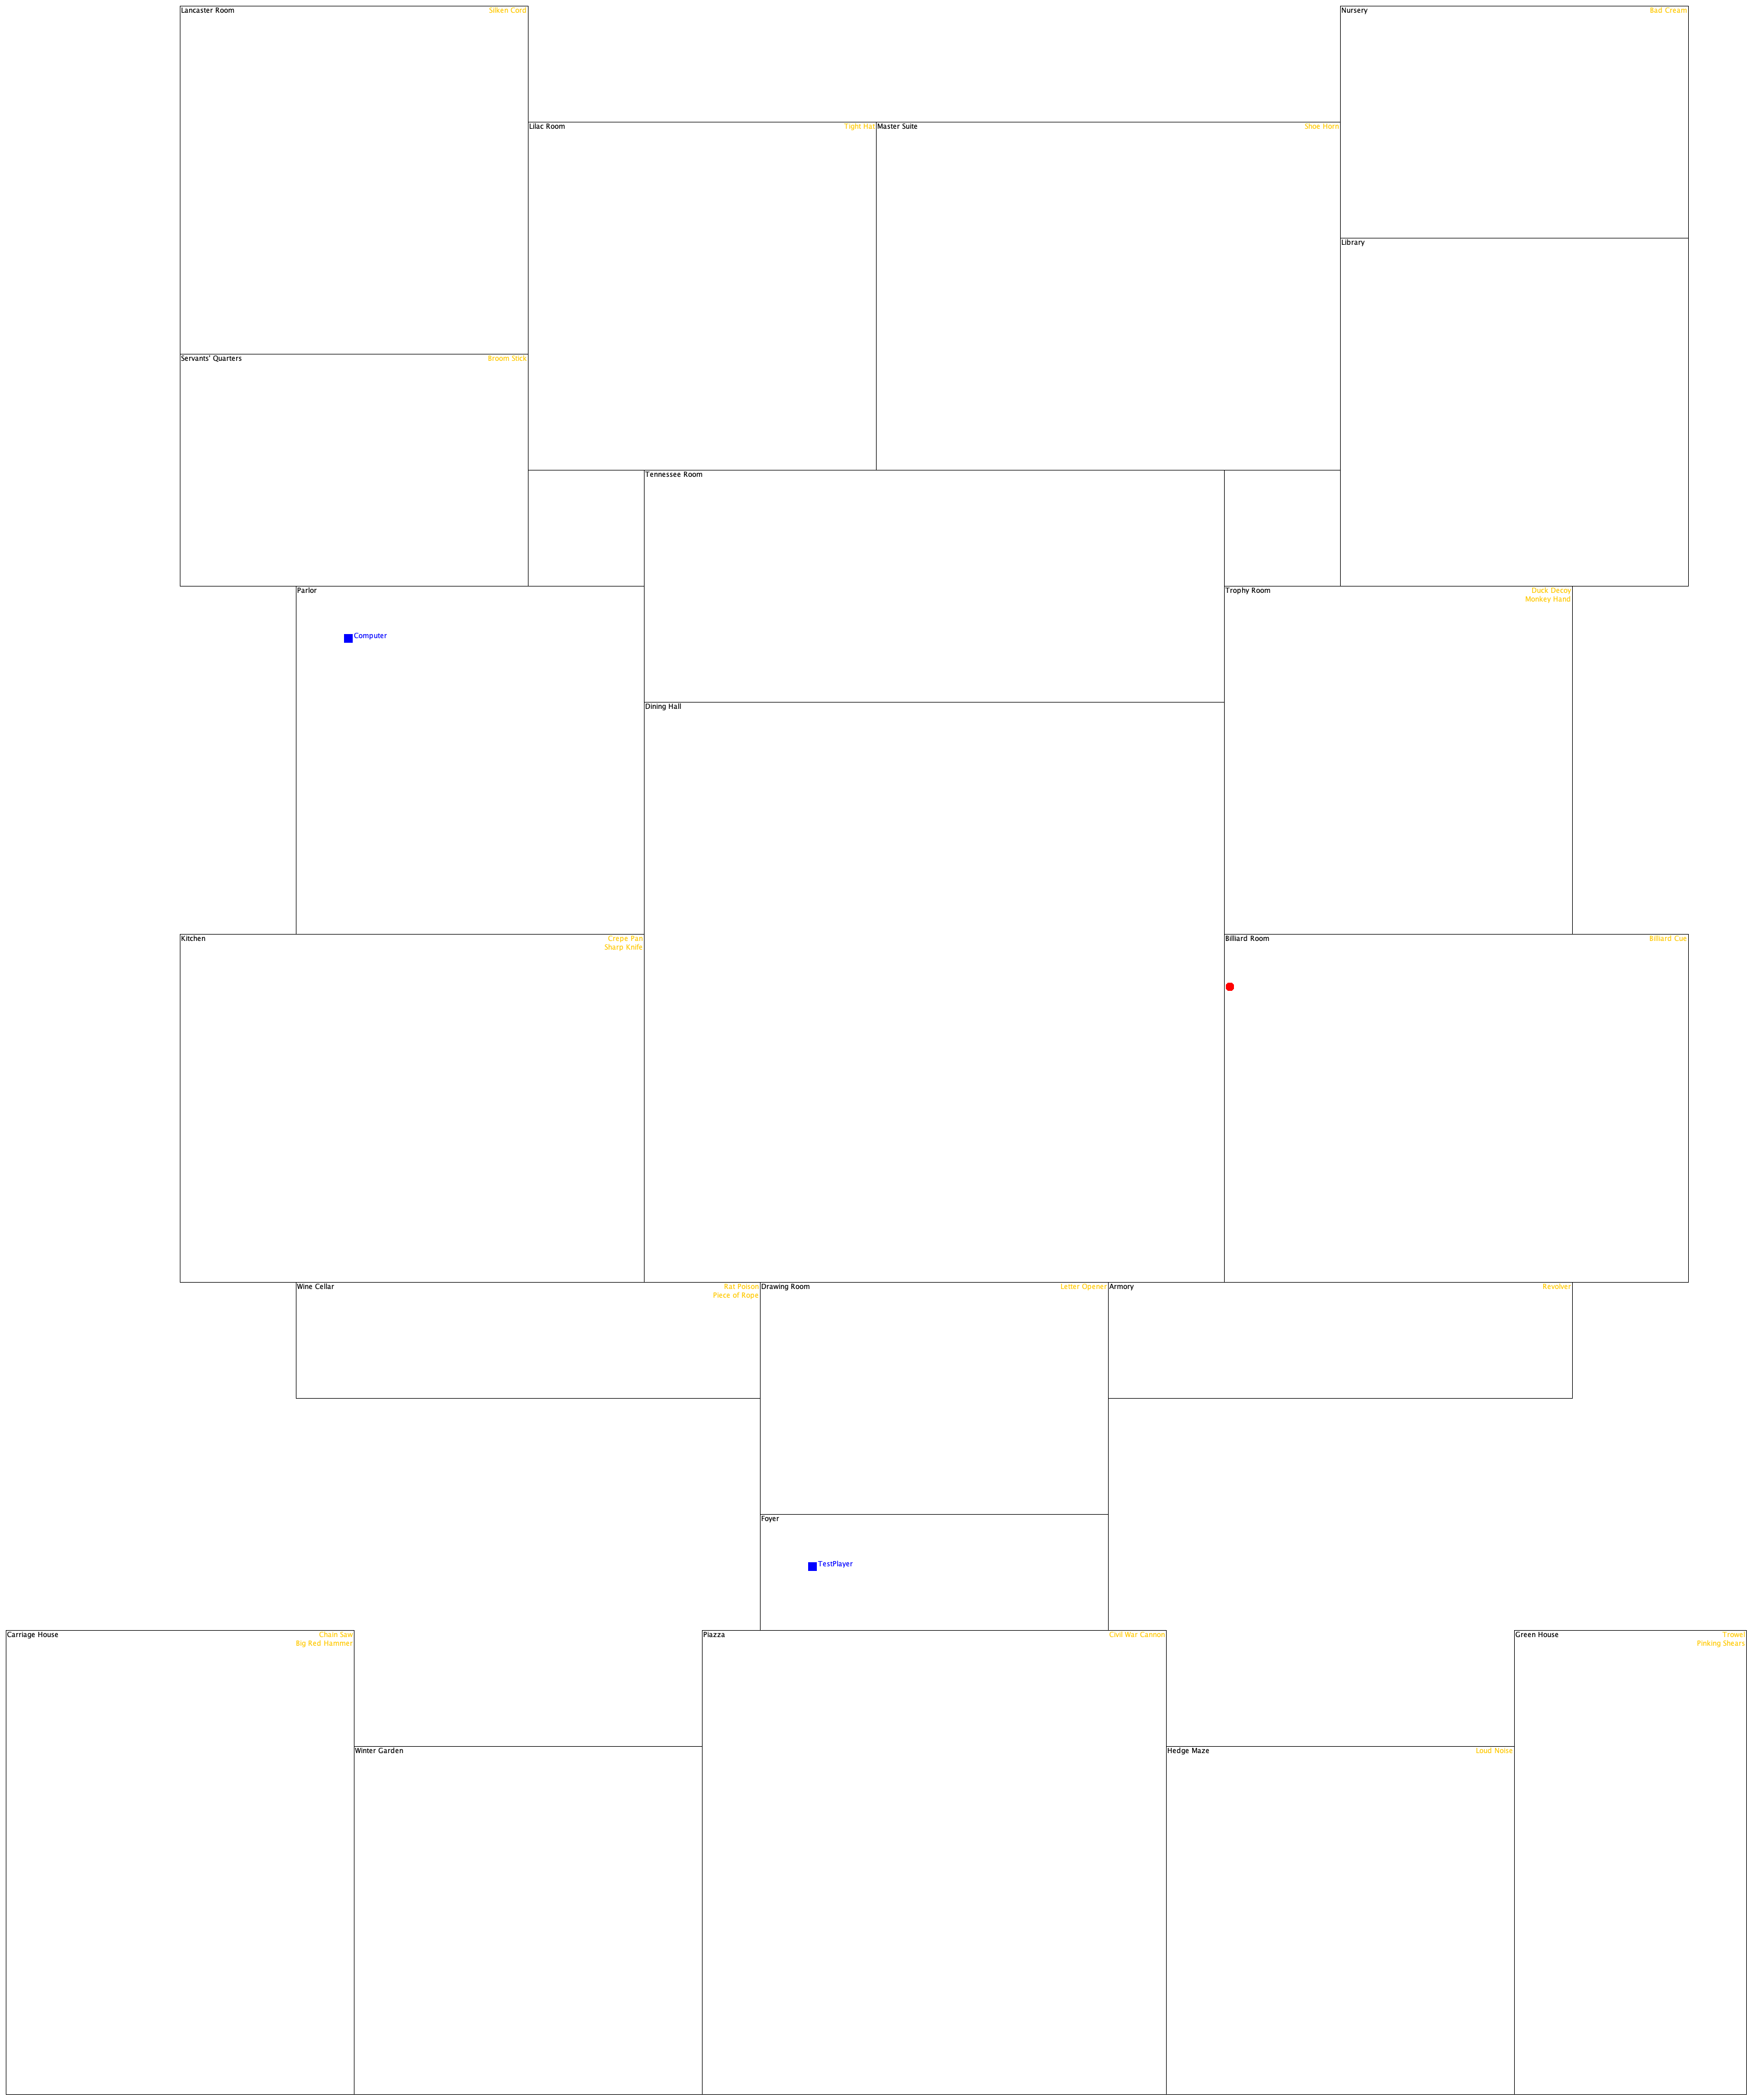 Lancaster Room Silken Cord
Nursery Bad Cream
Lilac Room Tight Hat
Master Suite Shoe Horn
Library
Servants' Quarters Broom Stick
Tennessee Room
Parlor
Trophy Room Duck Decoy
Monkey Hand
Computer
Dining Hall
Kitchen Crepe Pan
Sharp Knife
Billiard Room Billiard Cue
Wine Cellar Rat Poison
Piece of Rope
Drawing Room Letter Opener
Armory Revolver
Foyer
TestPlayer
Carriage House Chain Saw
Big Red Hammer
Piazza Civil War Cannon
Green House Trowel
Pinking Shears
Winter Garden
Hedge Maze Loud Noise